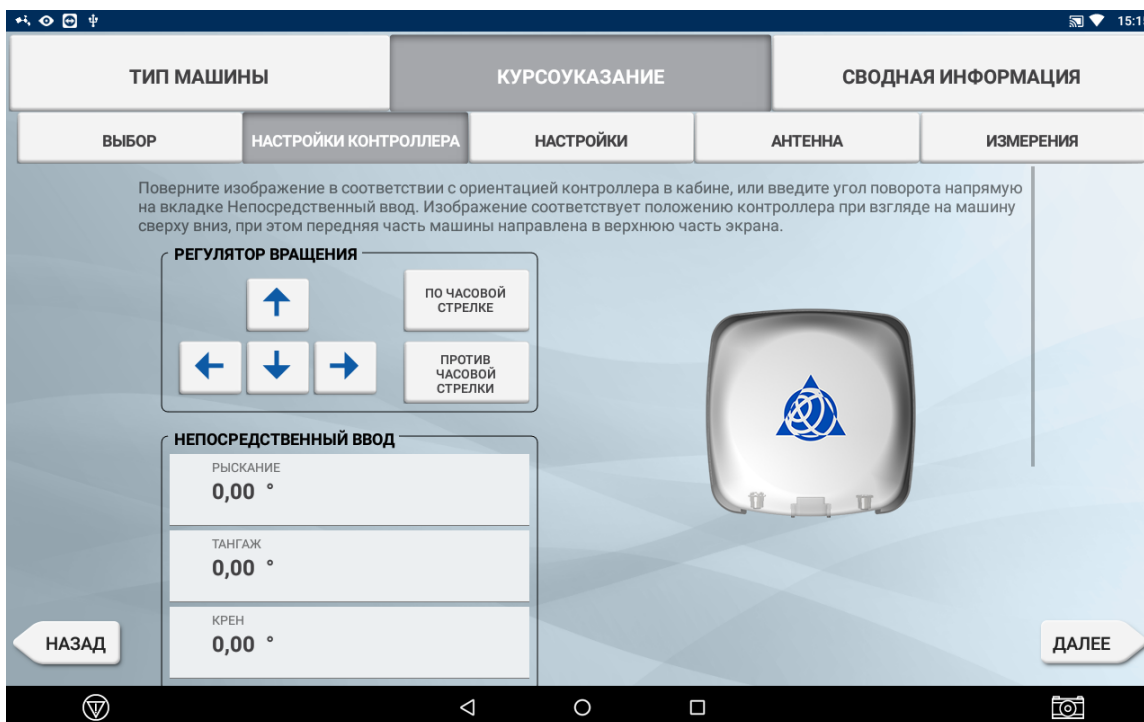 15:15
ТИП МАШИНЫ
КУРСОУКАЗАНИЕ
СВОДНАЯ ИНФОРМАЦИЯ
ВЫБОР
НАСТРОЙКИ КОНТРОЛЛЕРА
НАСТРОЙКИ
АНТЕННА
ИЗМЕРЕНИЯ
Поверните изображение в соответствии с ориентацией контроллера в кабине, или введите угол поворота напрямую
на вкладке Непосредственный ввод. Изображение соответствует положению контроллера при взгляде на машину
сверху вниз, при этом передняя часть машины направлена в верхнюю часть экрана.
РЕГУЛЯТОР ВРАЩЕНИЯ
ПО ЧАСОВОЙ
СТРЕЛКЕ
ПРОТИВ
ЧАСОВОЙ
СТРЕЛКИ
НЕПОСРЕДСТВЕННЫЙ ВВОД
РЫСКАНИЕ
0,00 °
ТАНГАЖ
0,00 °
КРЕН
0,00 °
НАЗАД
ДАЛЕЕ